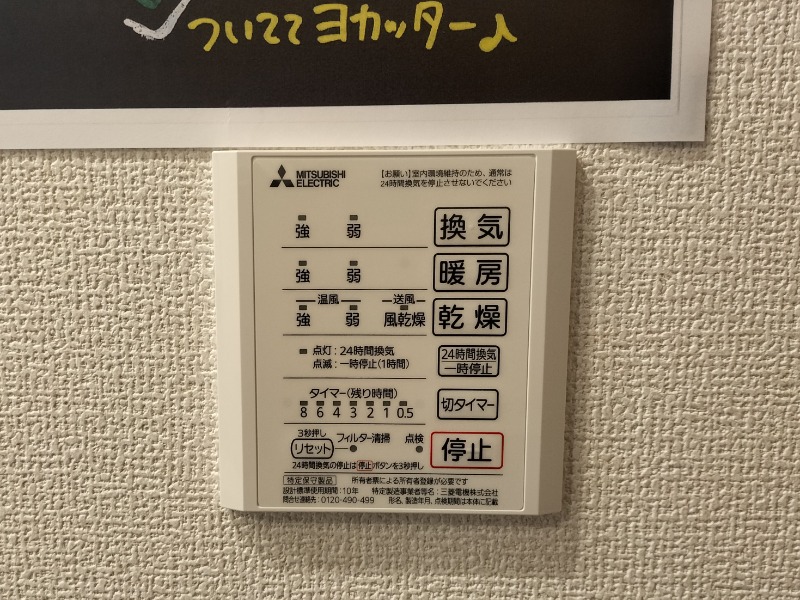 ついてて ヨカッター♪
MITSUBISHI ELECTRIC
【お願い】室内環境維持のため、通常は
24時間換気を停止させないでください
強 弱 換気
強 弱 暖房
温風 送風
強 弱 風乾燥 乾燥
点灯:24時間換気
点滅:一時停止(1時間)
24時間換気
一時停止
タイマー(残り時間)
8 6 4 3 2 1 0.5
切タイマー
3秒押し
リセット フィルター清掃 点検
停止
24時間換気の停止は 停止 ボタンを3秒押し
特定保守製品 所有者票による所有者登録が必要です
設計標準使用期間:10年 特定製造事業者等名:三菱電機株式会社
問合せ連絡先:0120-490-499 形名、製造年月、点検期間は本体に記載